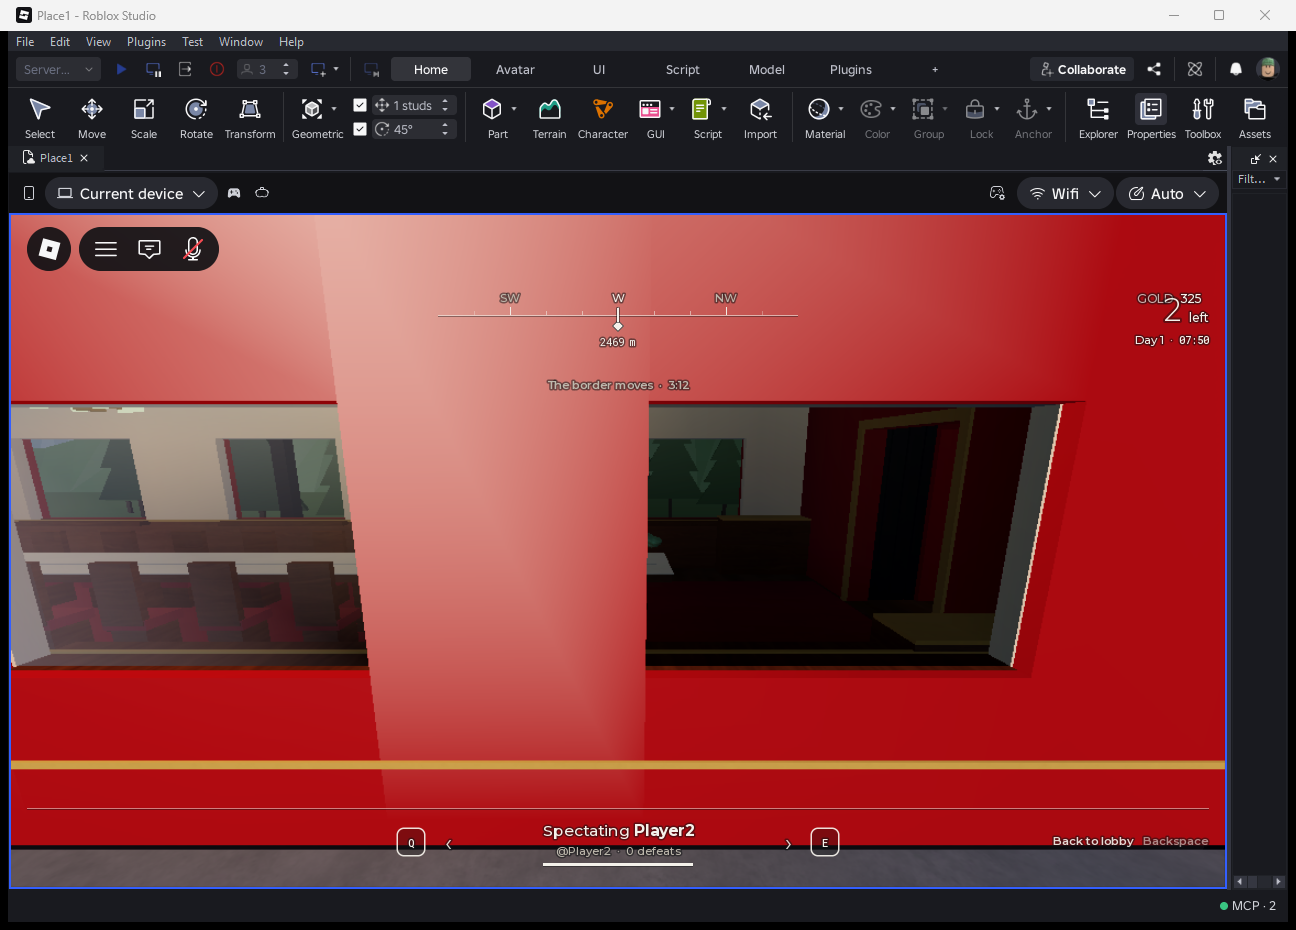 Place1 - Roblox Studio
File Edit View Plugins Test Window Help
Server... 3 Home Avatar UI Script Model Plugins + Collaborate
Select Move Scale Rotate Transform Geometric 1 studs 45° Part Terrain Character GUI Script Import Material Color Group Lock Anchor Explorer Properties Toolbox Assets
Place1
Filt...
Current device Wifi Auto
SW W NW
2469 m
GOLD 325
2 left
Day 1 · 07:50
The border moves · 3:12
Q ‹ Spectating Player2 › E
@Player2 · 0 defeats
Back to lobby Backspace
MCP · 2